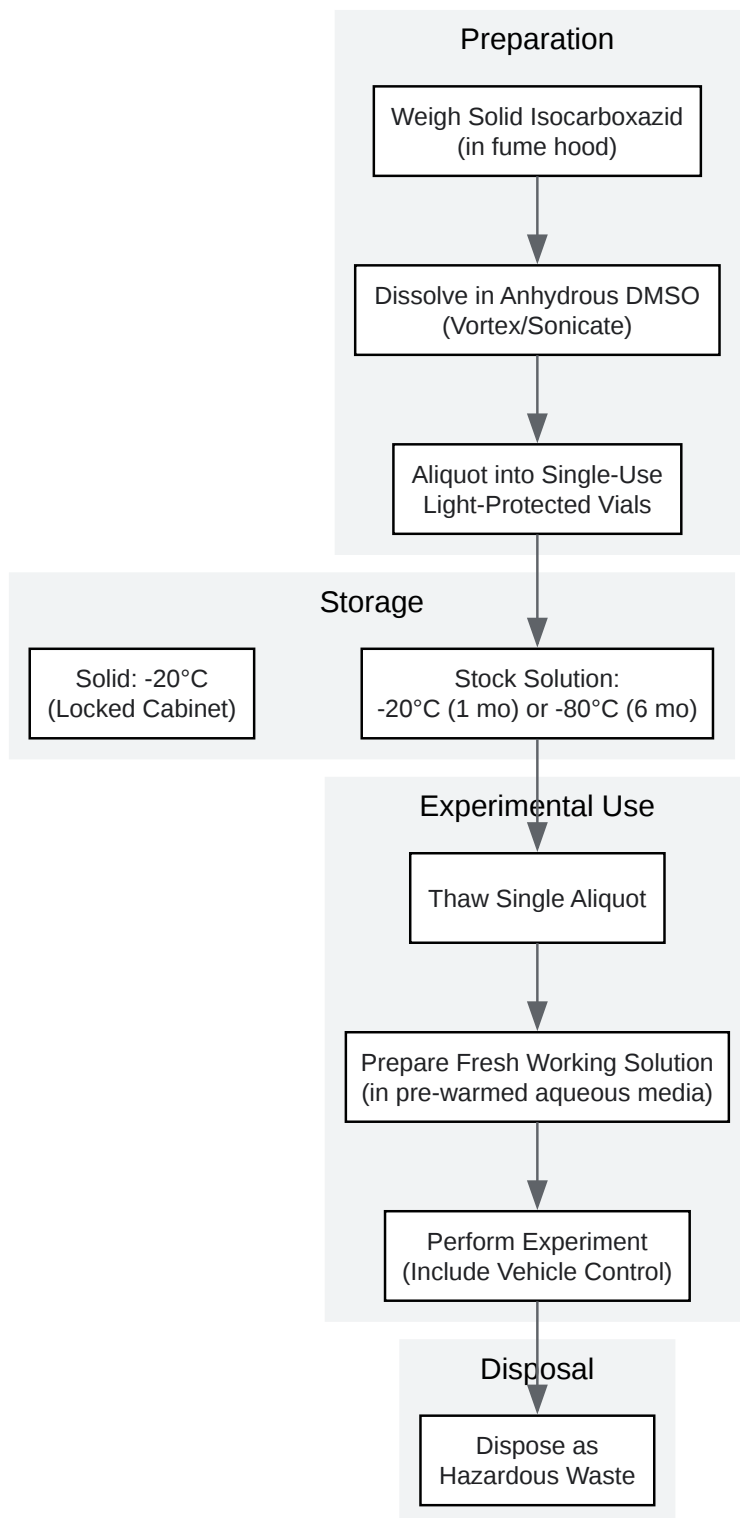 Preparation
Weigh Solid Isocarboxazid
(in fume hood)
Dissolve in Anhydrous DMSO
(Vortex/Sonicate)
Aliquot into Single-Use
Light-Protected Vials
Storage
Solid: -20°C
(Locked Cabinet)
Stock Solution:
-20°C (1 mo) or -80°C (6 mo)
Experimental Use
Thaw Single Aliquot
Prepare Fresh Working Solution
(in pre-warmed aqueous media)
Perform Experiment
(Include Vehicle Control)
Disposal
Dispose as
Hazardous Waste